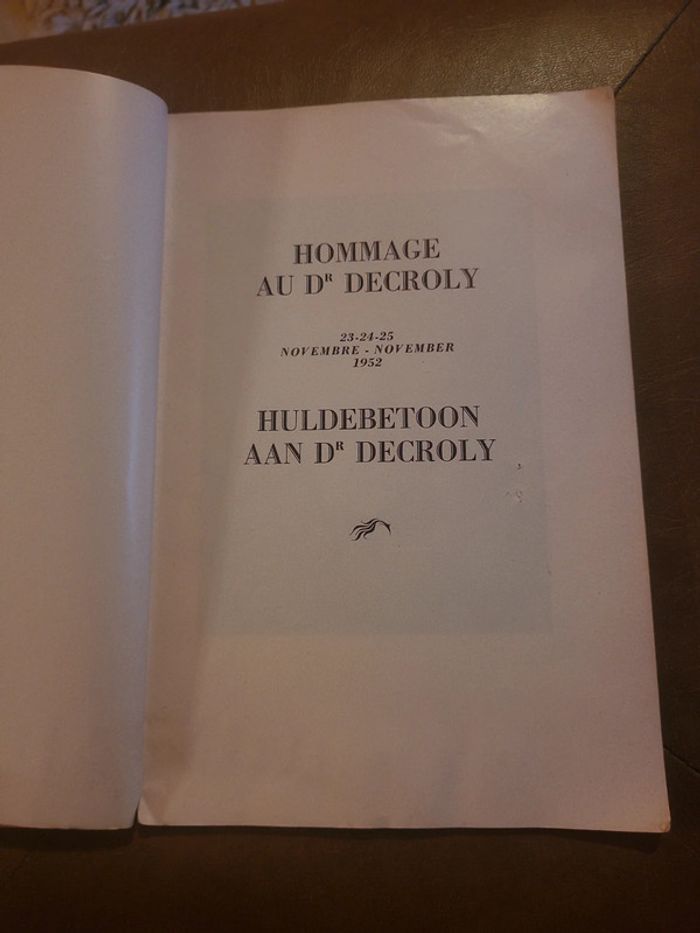 HOMMAGE
AU Dᴿ DECROLY
23-24-25
NOVEMBRE - NOVEMBER
1952
HULDEBETOON
AAN Dᴿ DECROLY